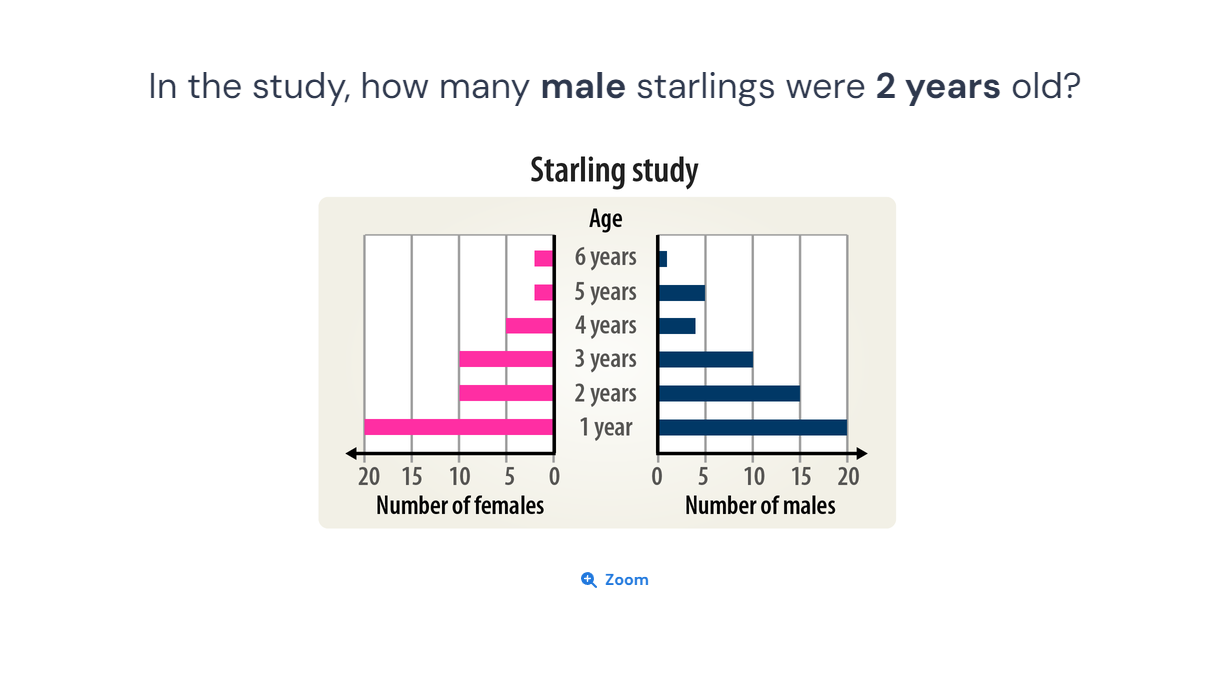 In the study, how many male starlings were 2 years old?
Starling study
Age
6 years
5 years
4 years
3 years
2 years
1 year
20 15 10 5 0 0 5 10 15 20
Number of females Number of males
Zoom